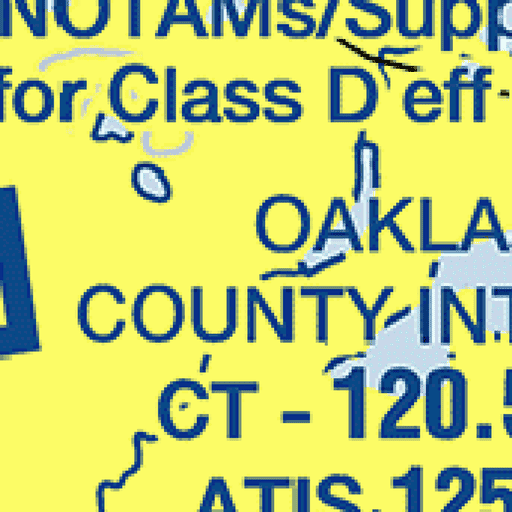 NOTAMs/Supp
for Class D eff
OAKLA
COUNTY INT
CT - 120.5
ATIS 125